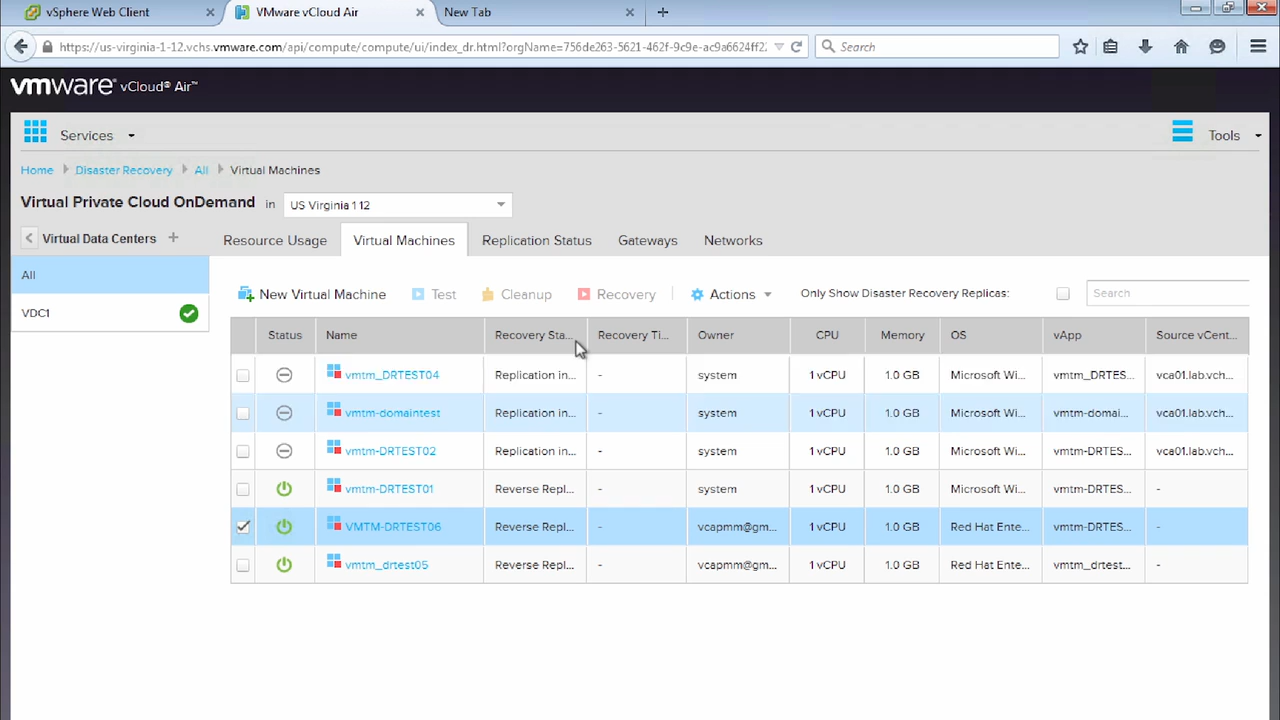 vSphere Web Client VMware vCloud Air New Tab
https://us-virginia-1-12.vchs.vmware.com/api/compute/compute/ui/index_dr.html?orgName=756de263-5621-462f-9c9e-ac9a6624ff2 Search
vmware® vCloud® Air™
Services Tools
Home Disaster Recovery All Virtual Machines
Virtual Private Cloud OnDemand in US Virginia 1 12
Virtual Data Centers + Resource Usage Virtual Machines Replication Status Gateways Networks
All
VDC1
New Virtual Machine Test Cleanup Recovery Actions Only Show Disaster Recovery Replicas: Search
Status Name Recovery Sta... Recovery Ti... Owner CPU Memory OS vApp Source vCent...
vmtm_DRTEST04 Replication in... - system 1 vCPU 1.0 GB Microsoft Wi... vmtm_DRTES... vca01.lab.vch...
vmtm-domaintest Replication in... - system 1 vCPU 1.0 GB Microsoft Wi... vmtm-domai... vca01.lab.vch...
vmtm-DRTEST02 Replication in... - system 1 vCPU 1.0 GB Microsoft Wi... vmtm-DRTES... vca01.lab.vch...
vmtm-DRTEST01 Reverse Repl... - system 1 vCPU 1.0 GB Microsoft Wi... vmtm-DRTES... -
VMTM-DRTEST06 Reverse Repl... - vcapmm@gm... 1 vCPU 1.0 GB Red Hat Ente... vmtm-DRTES... -
vmtm_drtest05 Reverse Repl... - vcapmm@gm... 1 vCPU 1.0 GB Red Hat Ente... vmtm_drtest... -